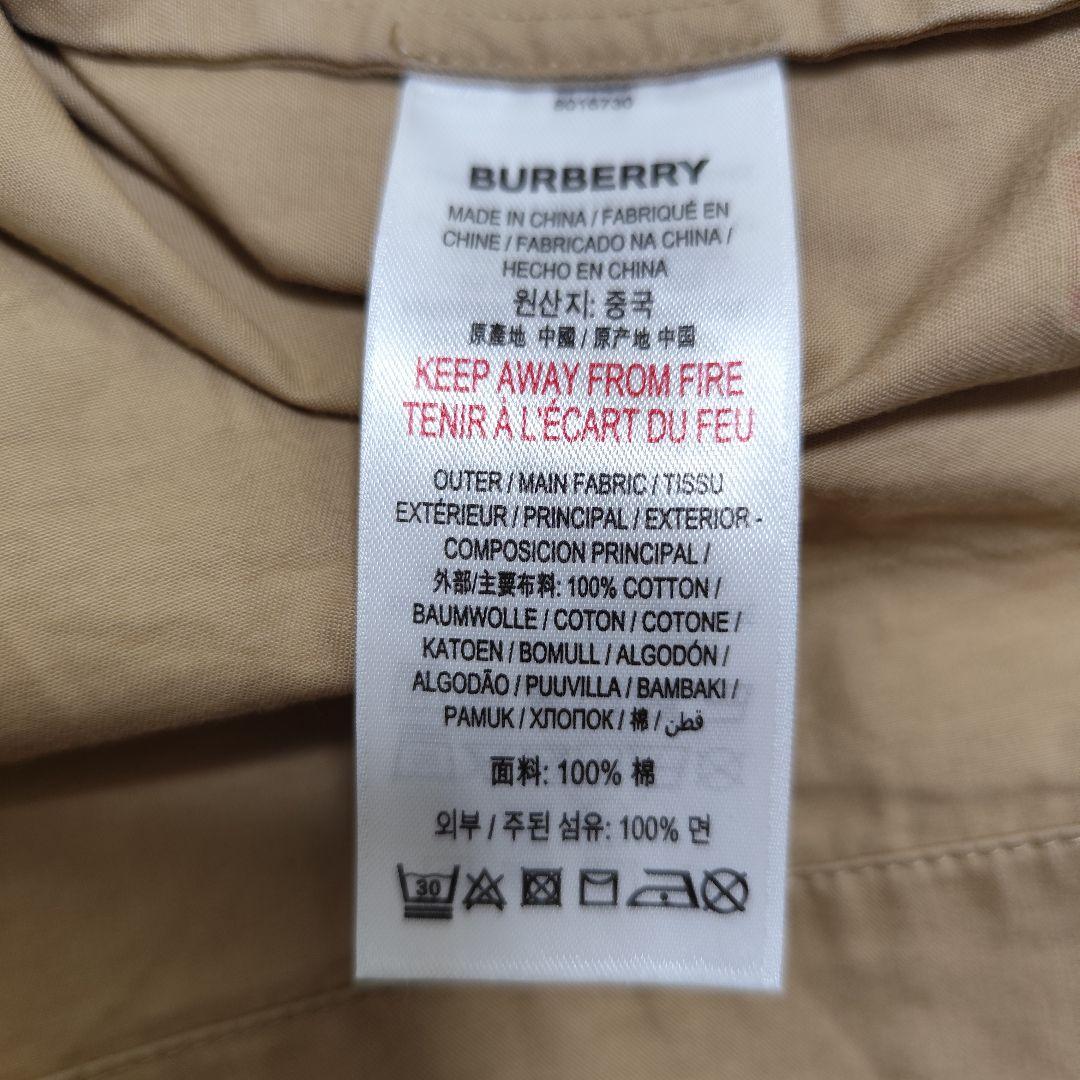 8016730
BURBERRY
MADE IN CHINA / FABRIQUÉ EN
CHINE / FABRICADO NA CHINA /
HECHO EN CHINA
원산지: 중국
原產地 中國 / 原产地 中国
KEEP AWAY FROM FIRE
TENIR À L'ÉCART DU FEU
OUTER / MAIN FABRIC / TISSU
EXTÉRIEUR / PRINCIPAL / EXTERIOR -
COMPOSICION PRINCIPAL /
外部/主要布料: 100% COTTON /
BAUMWOLLE / COTON / COTONE /
KATOEN / BOMULL / ALGODÓN /
ALGODÃO / PUUVILLA / BAMBAKI /
PAMUK / ХЛОПОК / 棉 / قطن
面料: 100% 棉
외부 / 주된 섬유: 100% 면
30